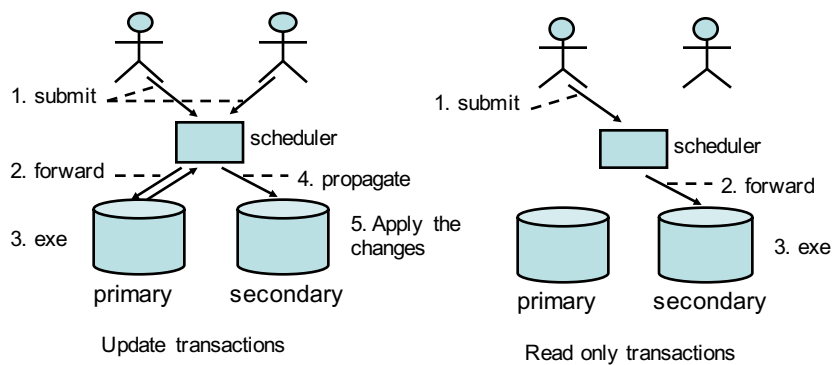 1. submit
scheduler
2. forward
4. propagate
3. exe
5. Apply the
changes
primary
secondary
Update transactions
1. submit
scheduler
2. forward
3. exe
primary
secondary
Read only transactions